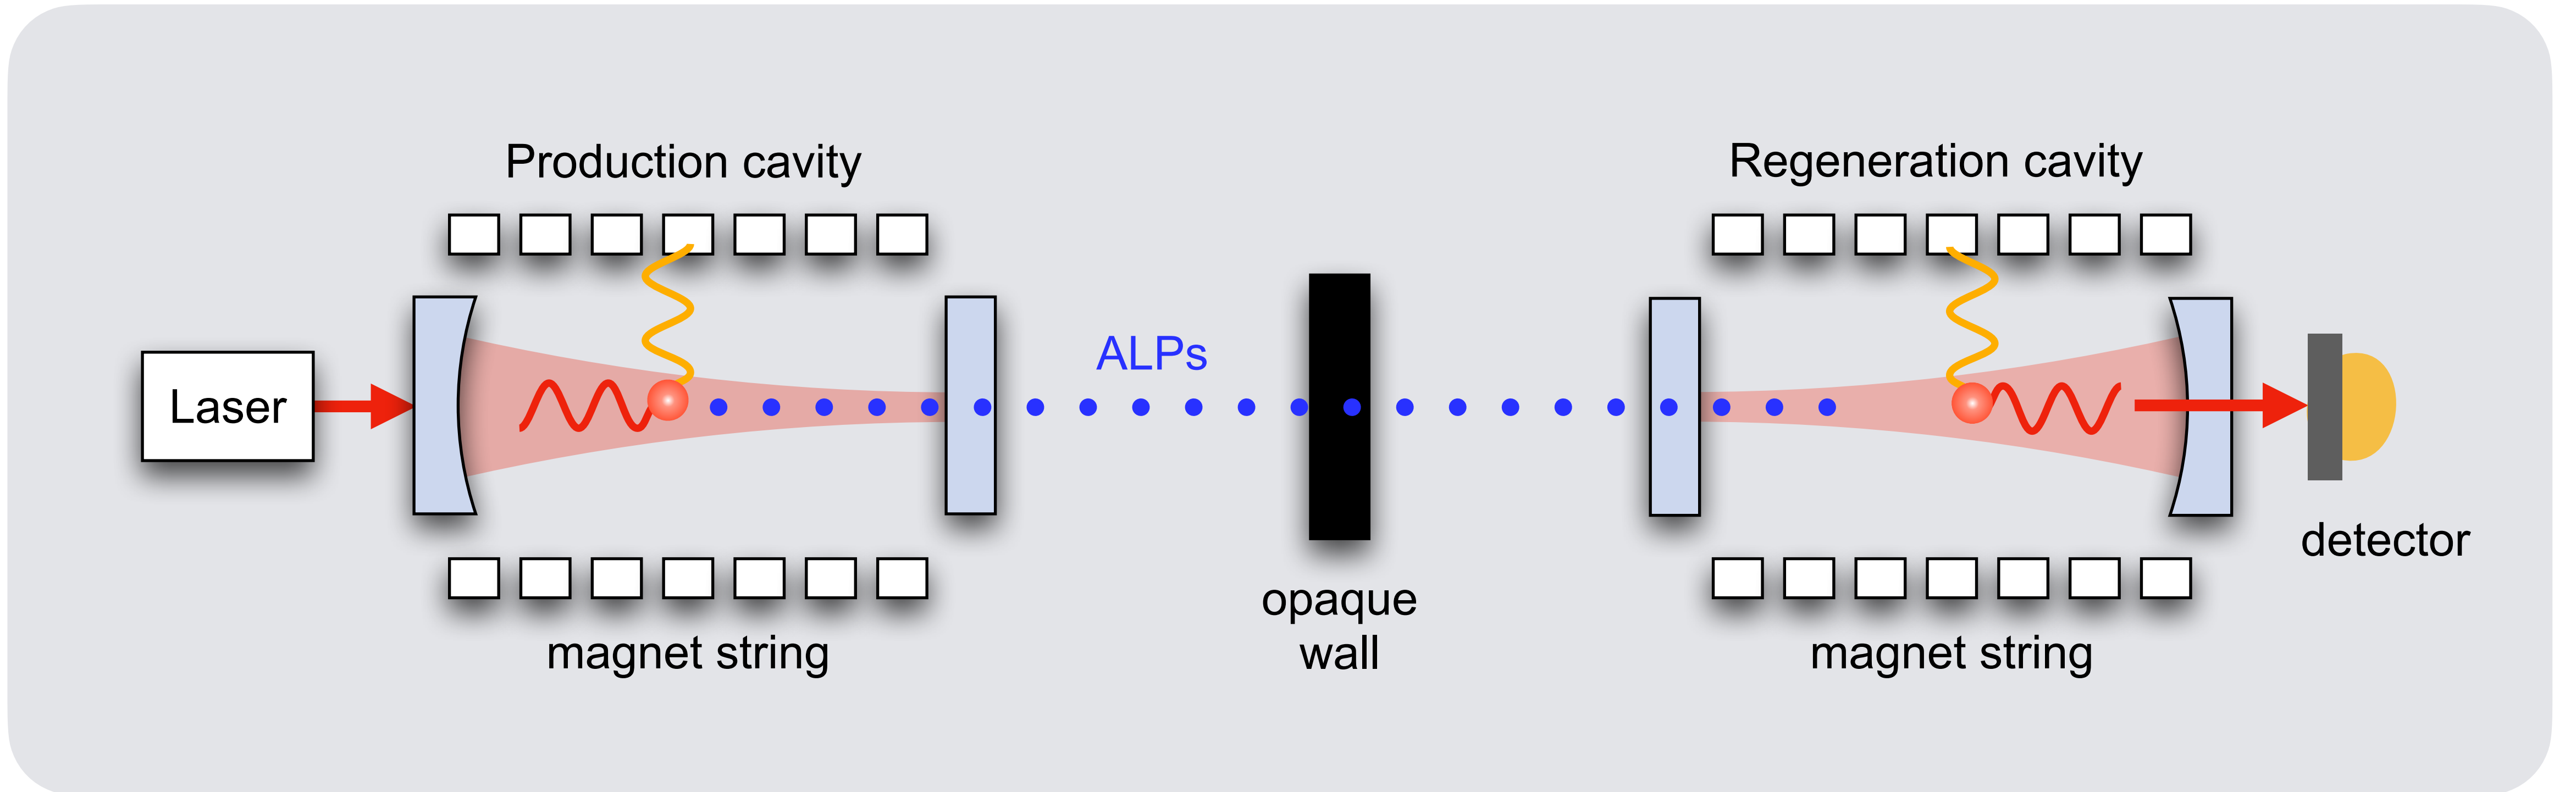 Production cavity
Regeneration cavity
Laser
ALPs
opaque
wall
detector
magnet string
magnet string